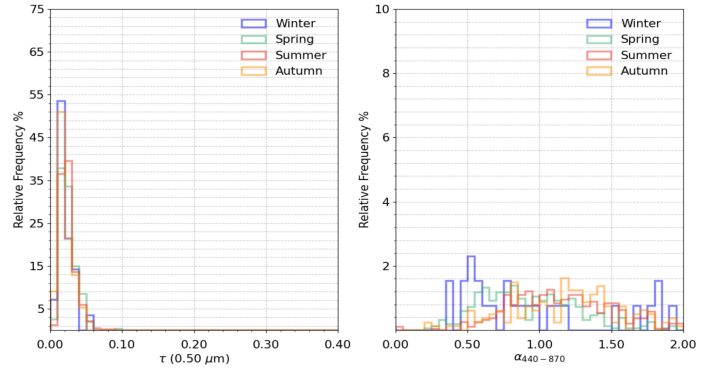 75
65
55
45
35
25
15
5
Relative Frequency %
Winter
Spring
Summer
Autumn
0.00
0.10
0.20
0.30
0.40
τ (0.50 μm)
10
8
6
4
2
Relative Frequency %
Winter
Spring
Summer
Autumn
0.00
0.50
1.00
1.50
2.00
α440−870